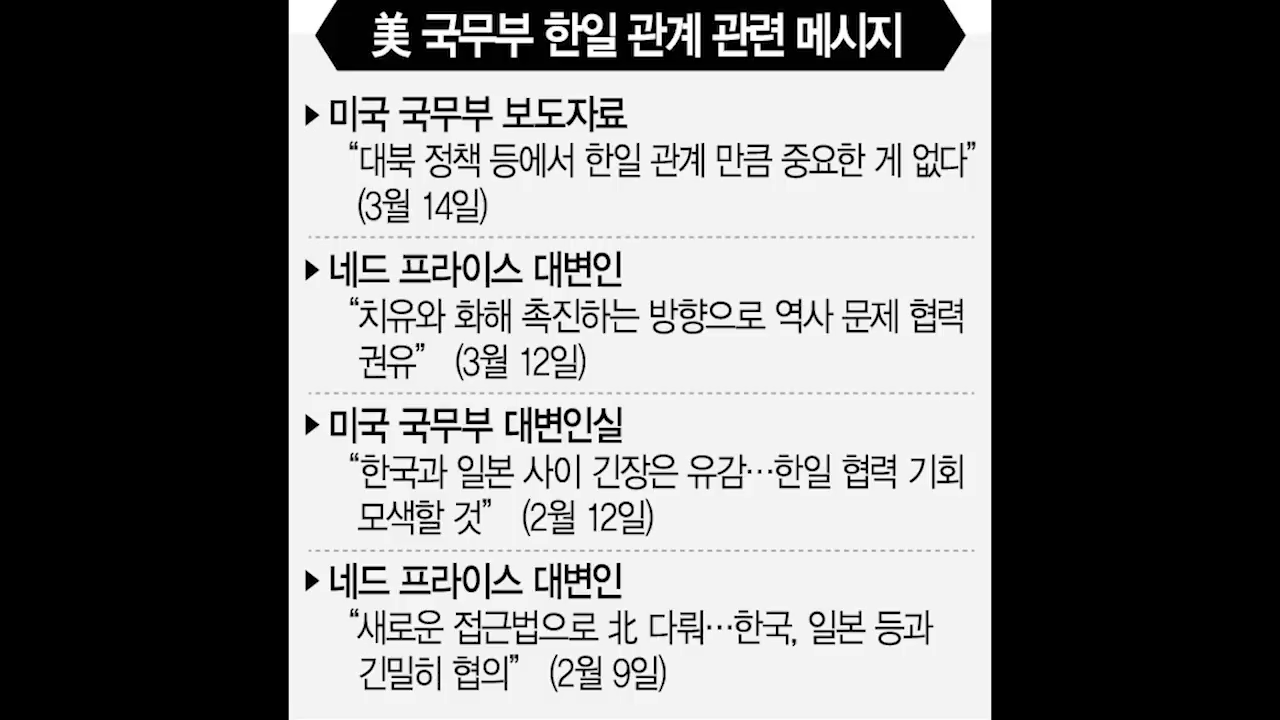 美 국무부 한일 관계 관련 메시지
▶미국 국무부 보도자료
“대북 정책 등에서 한일 관계 만큼 중요한 게 없다”
(3월 14일)
▶네드 프라이스 대변인
“치유와 화해 촉진하는 방향으로 역사 문제 협력
권유” (3월 12일)
▶미국 국무부 대변인실
“한국과 일본 사이 긴장은 유감…한일 협력 기회
모색할 것” (2월 12일)
▶네드 프라이스 대변인
“새로운 접근법으로 北 다뤄…한국, 일본 등과
긴밀히 협의” (2월 9일)